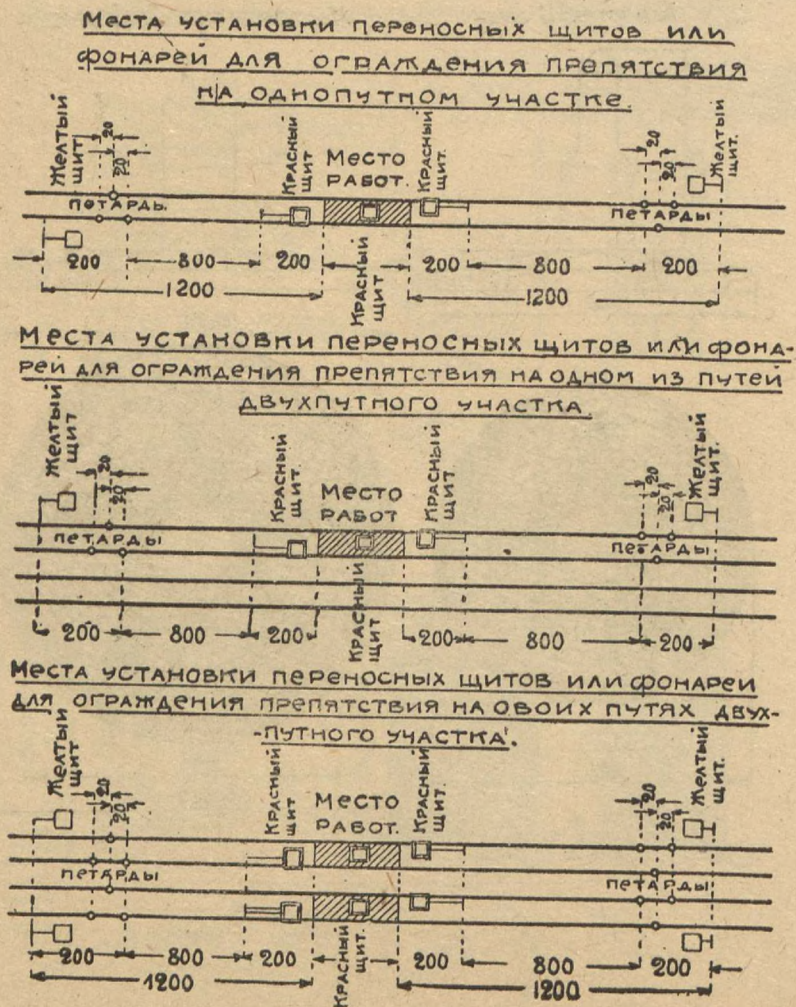 Места установки переносных щитов или
фонарей для ограждения препятствия
на однопутном участке.
Желтый щит
20
20
Красный щит
Место работ.
Красный щит
20
20
Желтый щит.
петарды.
петарды
200
800
200
Красный щит
200
800
200
1200
1200
Места установки переносных щитов или фона-
рей для ограждения препятствия на одном из путей
двухпутного участка.
Желтый щит
20
20
Красный щит.
Место работ
Красный щит.
20
20
Желтый щит.
петарды
петарды
200
800
200
Красный щит
200
800
200
Места установки переносных щитов или фонарей
для ограждения препятствия на обоих путях двух-
-путного участка.
Желтый щит
20
20
Красный щит
Место работ.
Красный щит.
20
20
Желтый щит.
петарды
петарды
200
800
200
Красный щит
200
800
200
1200
1200